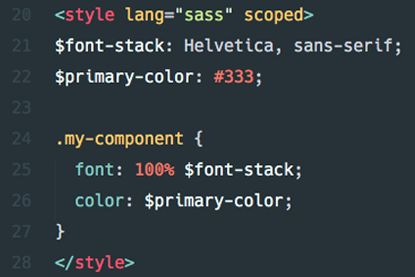 20 <style lang="sass" scoped>
21 $font-stack: Helvetica, sans-serif;
22 $primary-color: #333;
23
24 .my-component {
25   font: 100% $font-stack;
26   color: $primary-color;
27 }
28 </style>